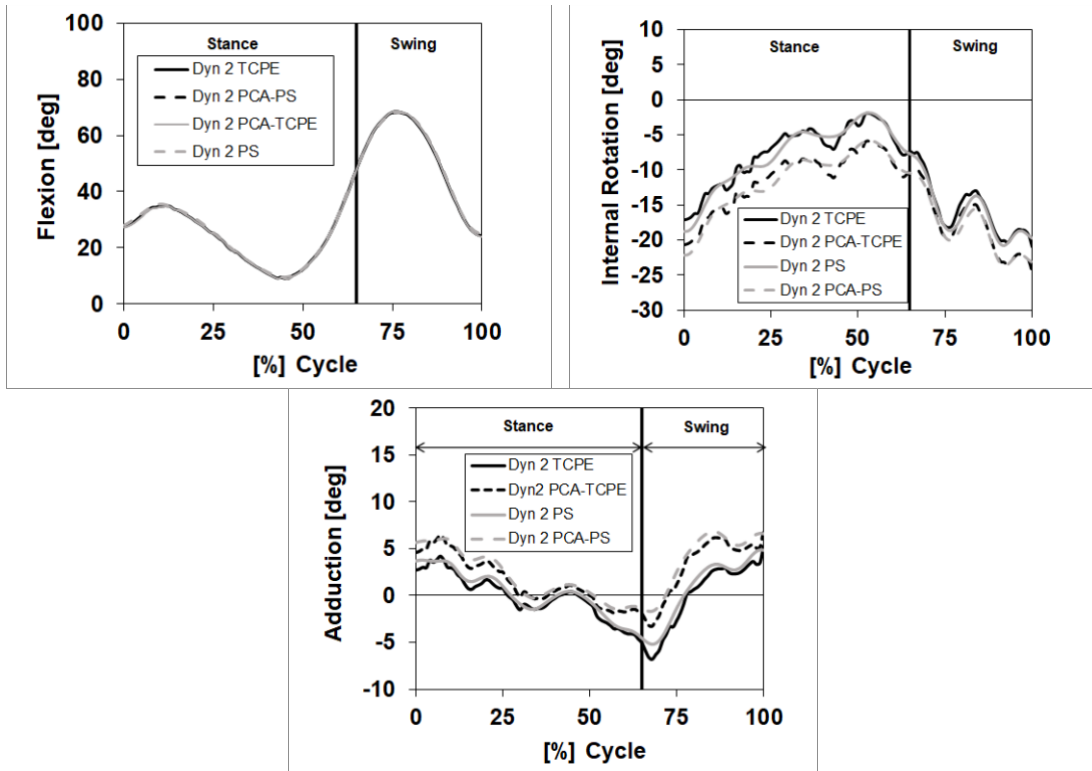 100
80
60
40
20
0
Flexion [deg]
Stance
Swing
Dyn 2 TCPE
Dyn 2 PCA-PS
Dyn 2 PCA-TCPE
Dyn 2 PS
0 25 50 75 100
[%] Cycle
10
5
0
-5
-10
-15
-20
-25
-30
Internal Rotation [deg]
Stance
Swing
Dyn 2 TCPE
Dyn 2 PCA-TCPE
Dyn 2 PS
Dyn 2 PCA-PS
0 25 50 75 100
[%] Cycle
20
15
10
5
0
-5
-10
Adduction [deg]
Stance
Swing
Dyn 2 TCPE
Dyn2 PCA-TCPE
Dyn 2 PS
Dyn 2 PCA-PS
0 25 50 75 100
[%] Cycle